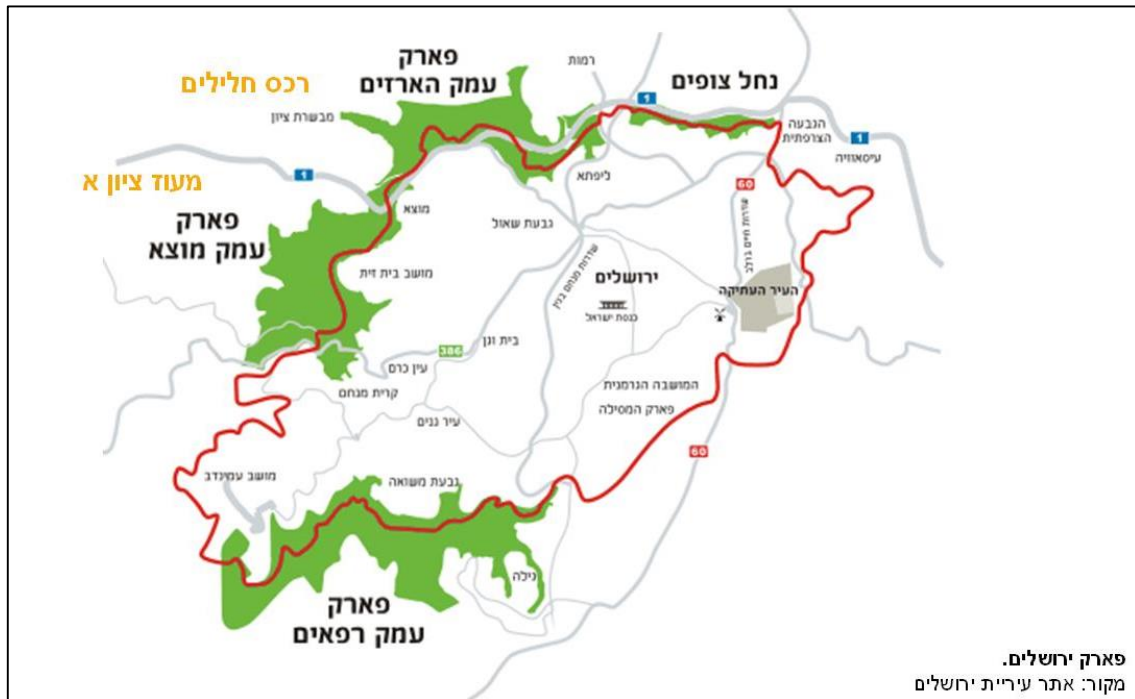 פארק
עמק הארזים
רכס חלילים
רמות
נחל צופים
1
מבשרת ציון
הגבעה
הצרפתית
1
עיסאוויה
ליפתא
60
1
מעוז ציון א
מוצא
פארק
עמק מוצא
גבעת שאול
שדרות חיים ברלב
מושב בית זית
שדרות מנחם בגין
ירושלים
כנסת ישראל
העיר העתיקה
בית וגן
386
עין כרם
קרית מנחם
המושבה הגרמנית
פארק המסילה
עיר גנים
60
מושב עמינדב
גבעת משואה
גילה
פארק
עמק רפאים
פארק ירושלים.
מקור: אתר עיריית ירושלים